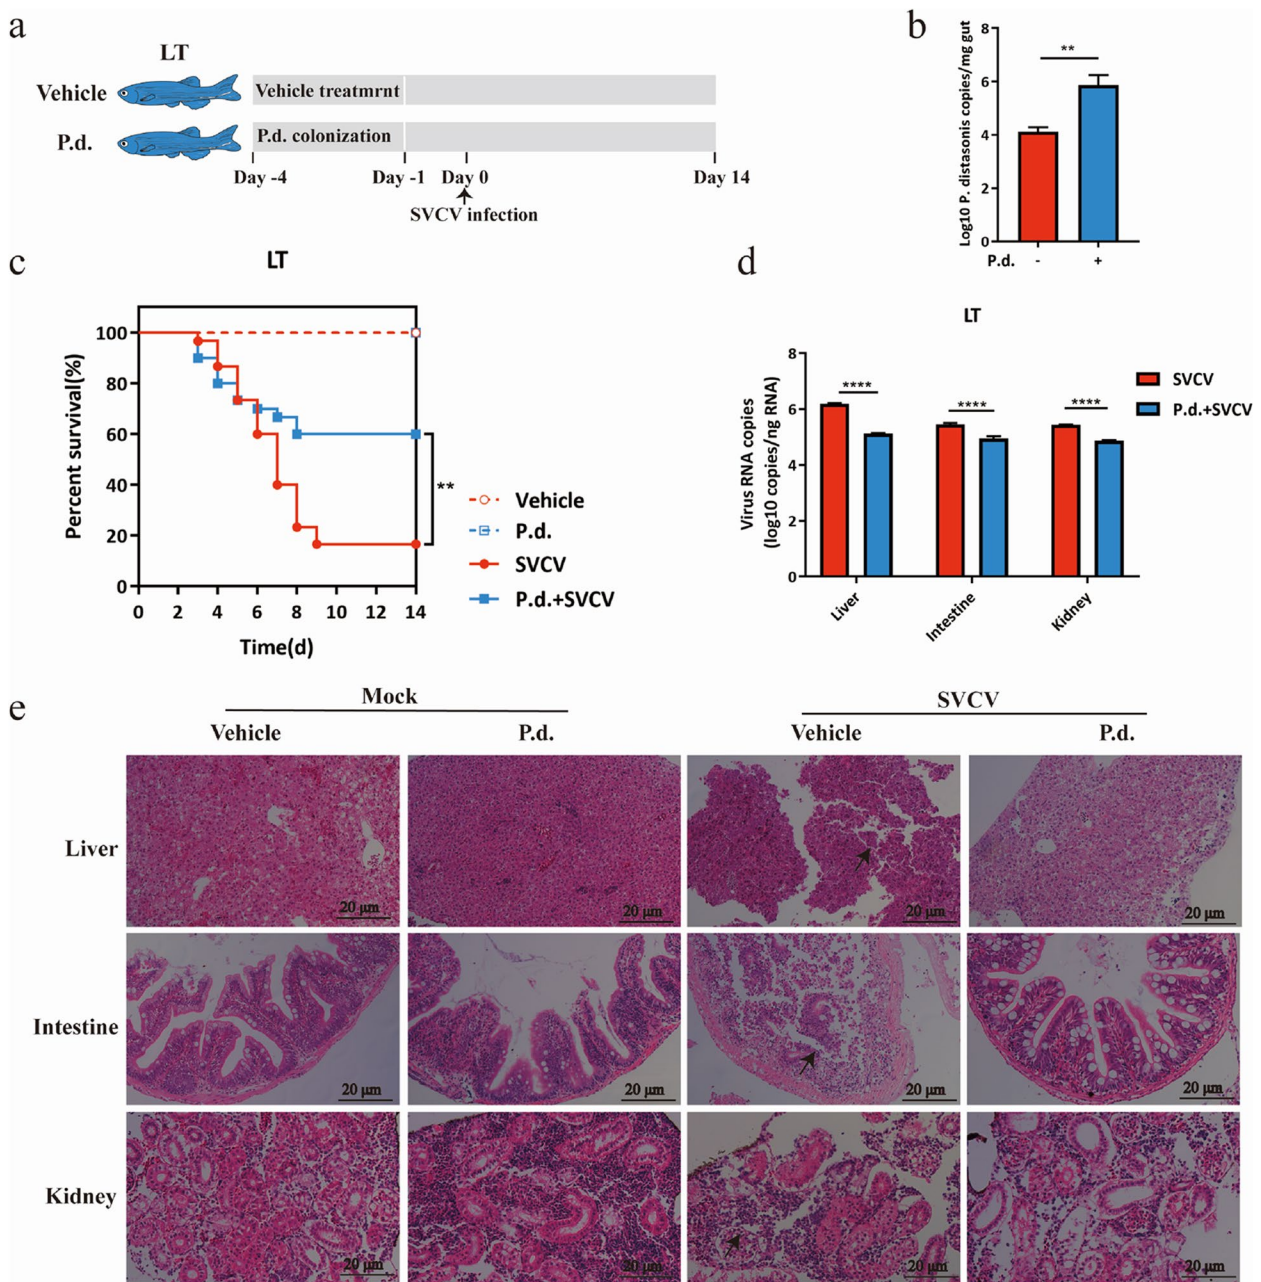 a
LT
Vehicle
Vehicle treatmrnt
P.d.
P.d. colonization
Day -4
Day -1
Day 0
Day 14
SVCV infection
b
Log10 P. distasonis copies/mg gut
8
6
4
2
0
**
P.d. - +
c
LT
Percent survival(%)
100
80
60
40
20
0
0 2 4 6 8 10 12 14
Time(d)
**
Vehicle
P.d.
SVCV
P.d.+SVCV
d
LT
Virus RNA copies
(log10 copies/ng RNA)
8
6
4
2
0
**** **** ****
Liver
Intestine
Kidney
SVCV
P.d.+SVCV
e
Mock
SVCV
Vehicle
P.d.
Vehicle
P.d.
Liver
20 μm
20 μm
20 μm
20 μm
Intestine
20 μm
20 μm
20 μm
20 μm
Kidney
20 μm
20 μm
20 μm
20 μm